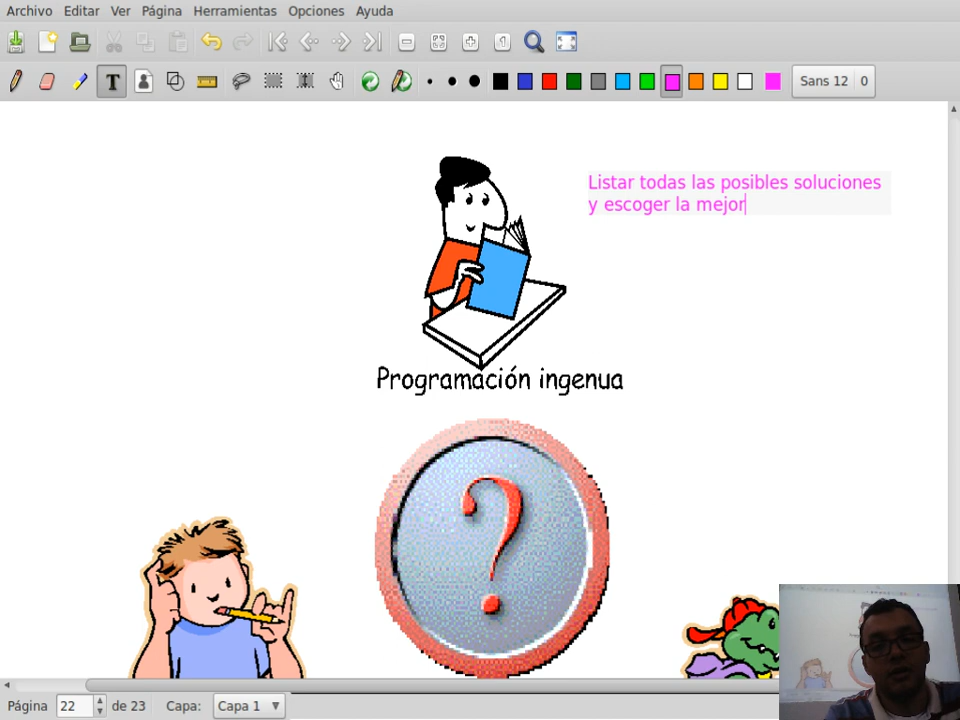 Archivo Editar Ver Página Herramientas Opciones Ayuda
T
Sans 12 0
Listar todas las posibles soluciones
y escoger la mejor
Programación ingenua
?
Página 22 de 23 Capa: Capa 1